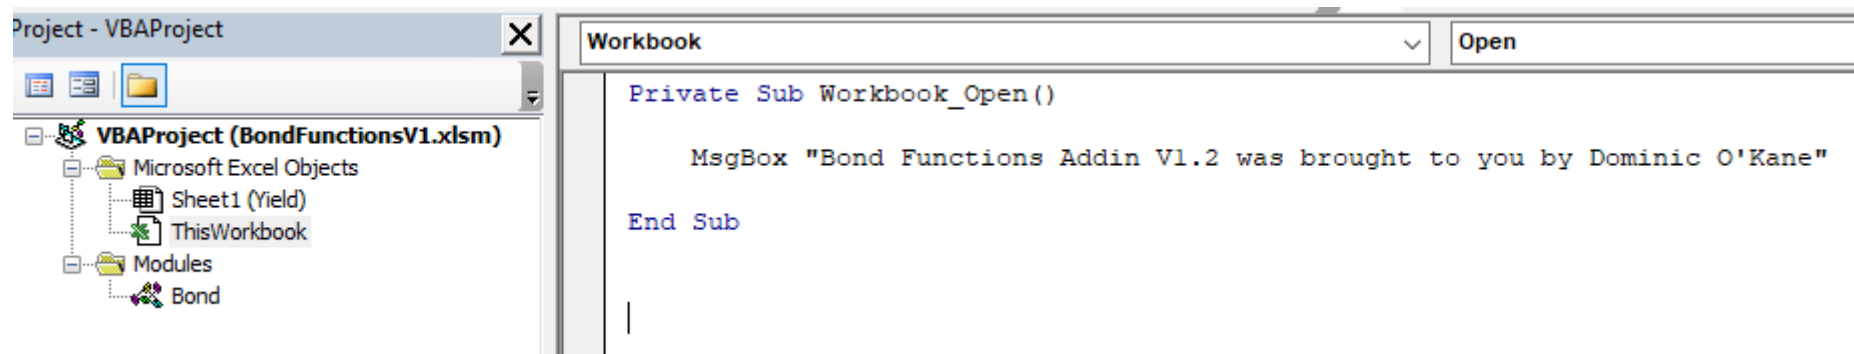 Project - VBAProject
VBAProject (BondFunctionsV1.xlsm)
Microsoft Excel Objects
Sheet1 (Yield)
ThisWorkbook
Modules
Bond
Workbook
Open
Private Sub Workbook_Open()
MsgBox "Bond Functions Addin V1.2 was brought to you by Dominic O'Kane"
End Sub